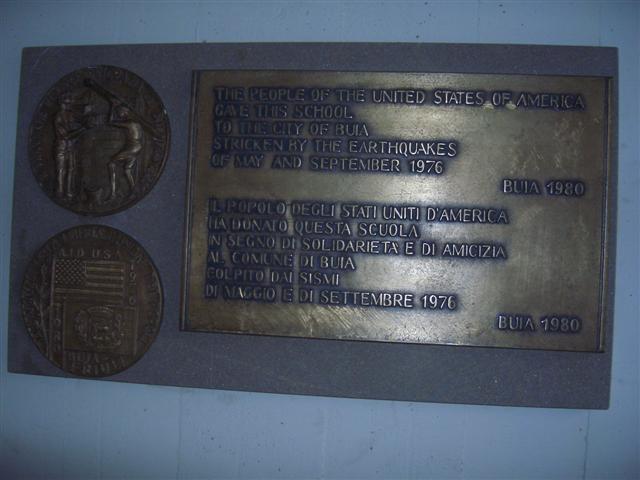 THE PEOPLE OF THE UNITED STATES OF AMERICA
GAVE THIS SCHOOL
TO THE CITY OF BUIA
STRICKEN BY THE EARTHQUAKES
OF MAY AND SEPTEMBER 1976
BUIA 1980
IL POPOLO DEGLI STATI UNITI D'AMERICA
HA DONATO QUESTA SCUOLA
IN SEGNO DI SOLIDARIETÀ E DI AMICIZIA
AL COMUNE DI BUIA
COLPITO DAI SISMI
DI MAGGIO E DI SETTEMBRE 1976
BUIA 1980
AID USA
BUIA
FRIULI